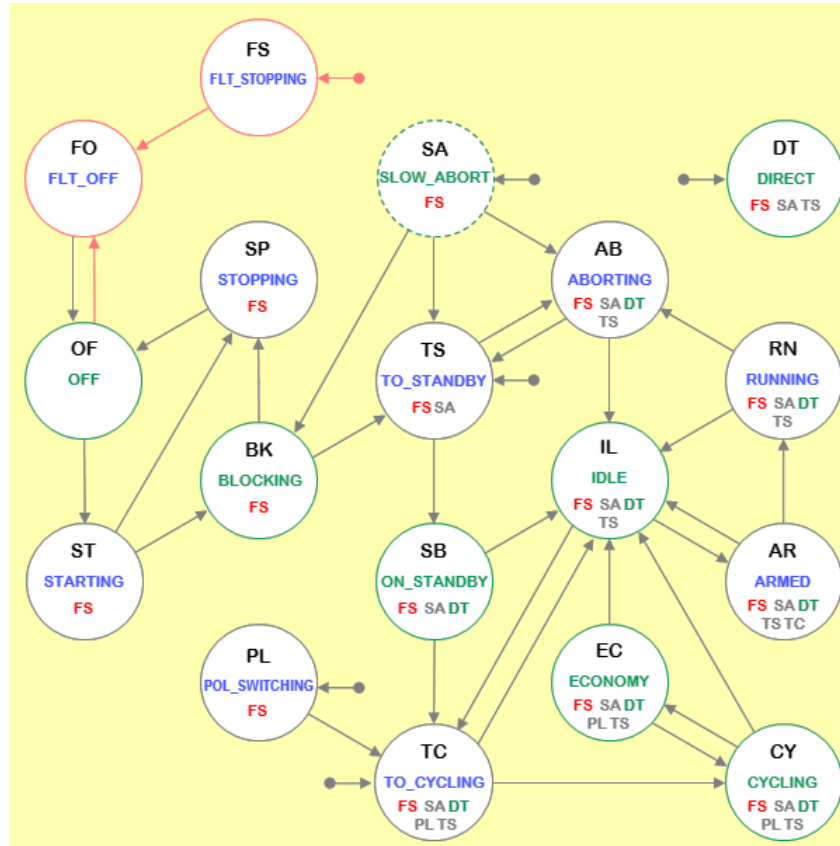 FS
FLT_STOPPING
FO
FLT_OFF
SA
SLOW_ABORT
FS
DT
DIRECT
FS SA TS
SP
STOPPING
FS
AB
ABORTING
FS SA DT
TS
OF
OFF
TS
TO_STANDBY
FS SA
RN
RUNNING
FS SA DT
TS
BK
BLOCKING
FS
IL
IDLE
FS SA DT
TS
ST
STARTING
FS
SB
ON_STANDBY
FS SA DT
AR
ARMED
FS SA DT
TS TC
PL
POL_SWITCHING
FS
EC
ECONOMY
FS SA DT
PL TS
TC
TO_CYCLING
FS SA DT
PL TS
CY
CYCLING
FS SA DT
PL TS